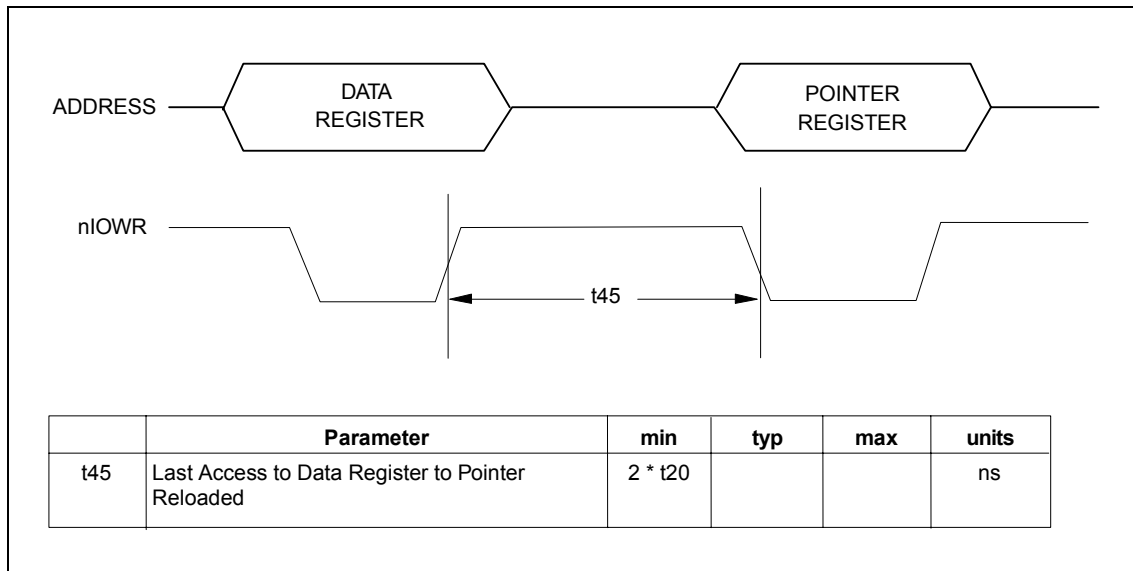 ADDRESS
DATA
REGISTER
POINTER
REGISTER
nIOWR
t45
Parameter min typ max units
t45 Last Access to Data Register to Pointer 2 * t20 ns
Reloaded